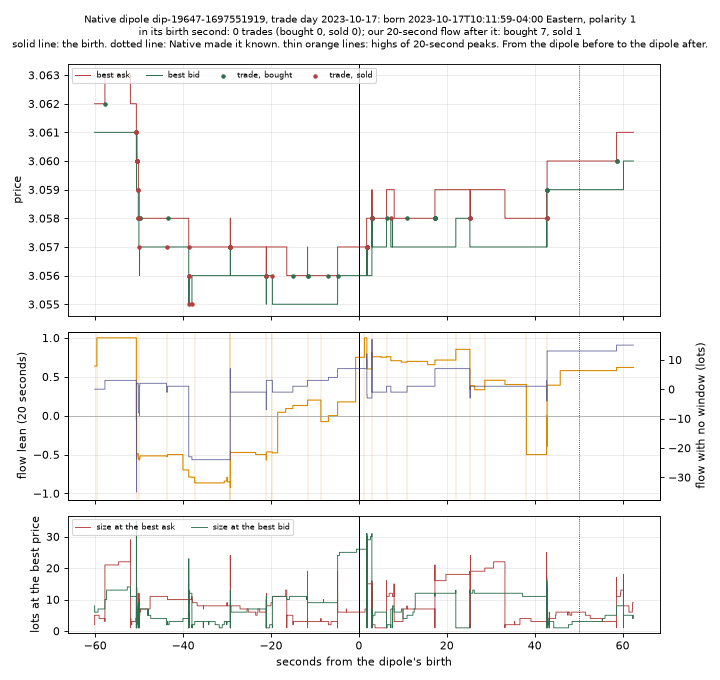 Native dipole dip-19647-1697551919, trade day 2023-10-17: born 2023-10-17T10:11:59-04:00 Eastern, polarity 1
in its birth second: 0 trades (bought 0, sold 0); our 20-second flow after it: bought 7, sold 1
solid line: the birth. dotted line: Native made it known. thin orange lines: highs of 20-second peaks. From the dipole before to the dipole after.
best ask
best bid
trade, bought
trade, sold
3.063
3.062
3.061
3.060
3.059
3.058
3.057
3.056
3.055
price
1.0
0.5
0.0
−0.5
−1.0
flow lean (20 seconds)
10
0
−10
−20
−30
flow with no window (lots)
size at the best ask
size at the best bid
30
20
10
0
lots at the best price
−60
−40
−20
0
20
40
60
seconds from the dipole's birth